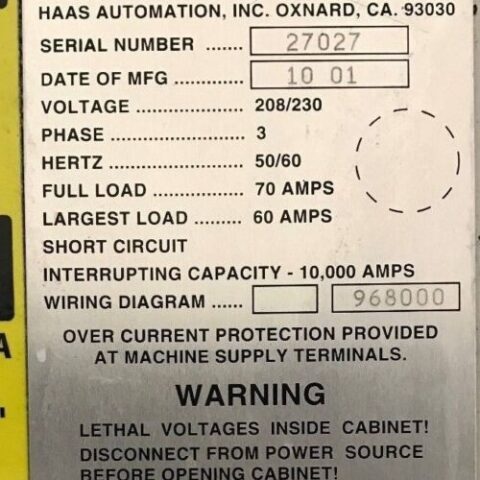 HAAS AUTOMATION, INC. OXNARD, CA. 93030
SERIAL NUMBER ...... 27027
DATE OF MFG .............. 10 01
VOLTAGE .................. 208/230
PHASE ....................... 3
HERTZ ....................... 50/60
FULL LOAD .............. 70 AMPS
LARGEST LOAD ......... 60 AMPS
SHORT CIRCUIT
INTERRUPTING CAPACITY - 10,000 AMPS
WIRING DIAGRAM ...... 968000
OVER CURRENT PROTECTION PROVIDED
AT MACHINE SUPPLY TERMINALS.
WARNING
LETHAL VOLTAGES INSIDE CABINET!
DISCONNECT FROM POWER SOURCE
BEFORE OPENING CABINET!
A